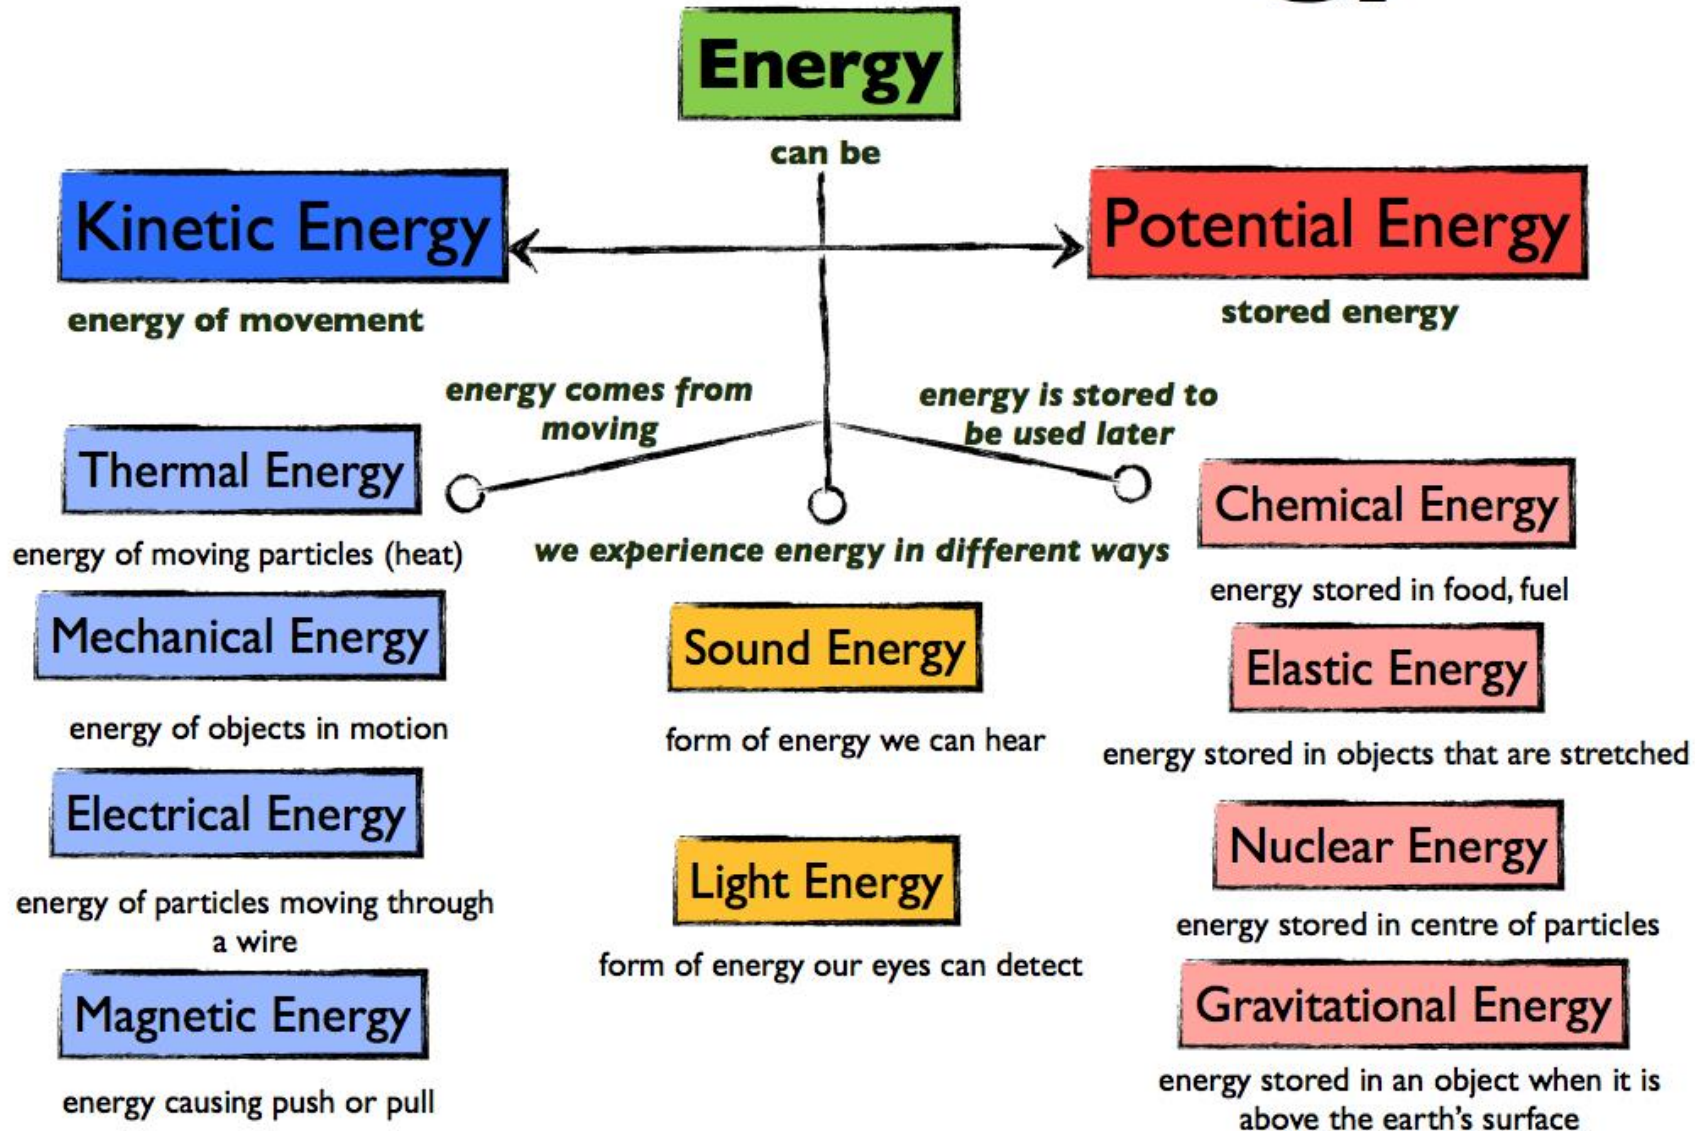 Energy
can be
Kinetic Energy
energy of movement
Potential Energy
stored energy
energy comes from
moving
energy is stored to
be used later
we experience energy in different ways
Thermal Energy
energy of moving particles (heat)
Mechanical Energy
energy of objects in motion
Electrical Energy
energy of particles moving through
a wire
Magnetic Energy
energy causing push or pull
Sound Energy
form of energy we can hear
Light Energy
form of energy our eyes can detect
Chemical Energy
energy stored in food, fuel
Elastic Energy
energy stored in objects that are stretched
Nuclear Energy
energy stored in centre of particles
Gravitational Energy
energy stored in an object when it is
above the earth's surface